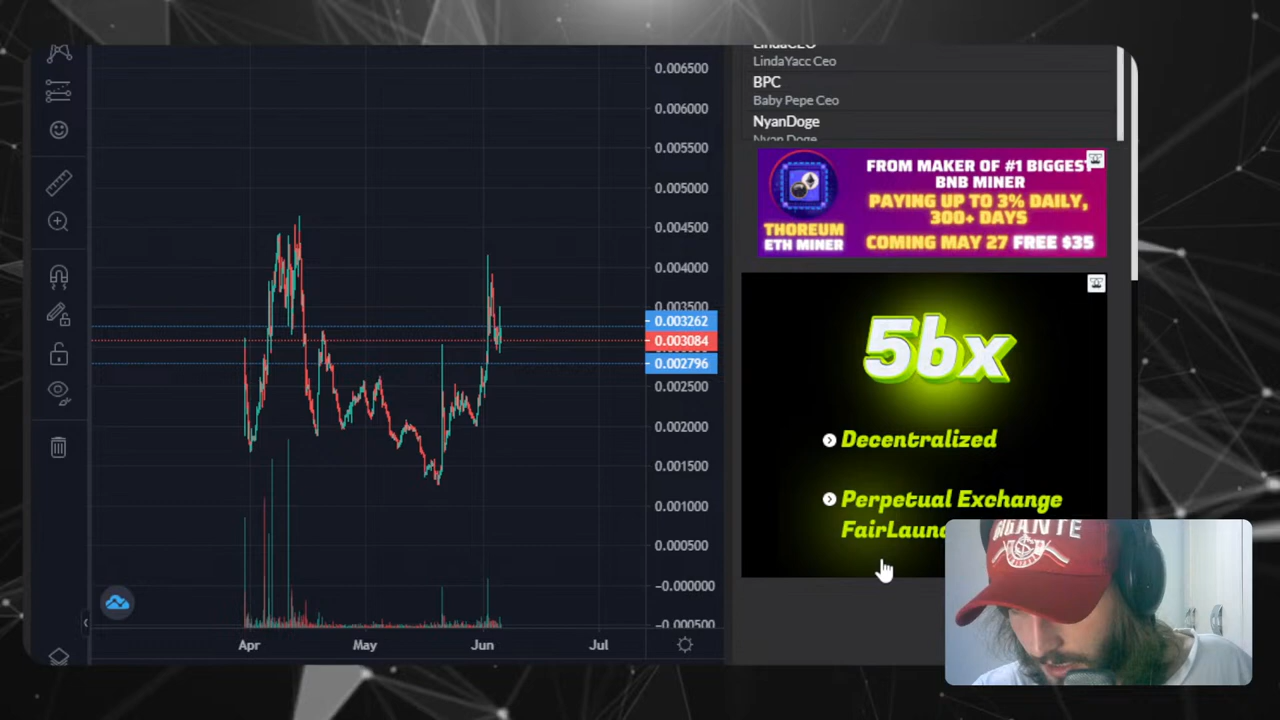 0.006500
0.006000
0.005500
0.005000
0.004500
0.004000
0.003500
0.003262
0.003084
0.002796
0.002500
0.002000
0.001500
0.001000
0.000500
-0.000000
-0.000500
Apr May Jun Jul
LindaCEO
LindaYacc Ceo
BPC
Baby Pepe Ceo
NyanDoge
Nyan Doge
THOREUM
ETH MINER
FROM MAKER OF #1 BIGGEST
BNB MINER
PAYING UP TO 3% DAILY,
300+ DAYS
COMING MAY 27 FREE $35
5bx
Decentralized
Perpetual Exchange
GIGANTE